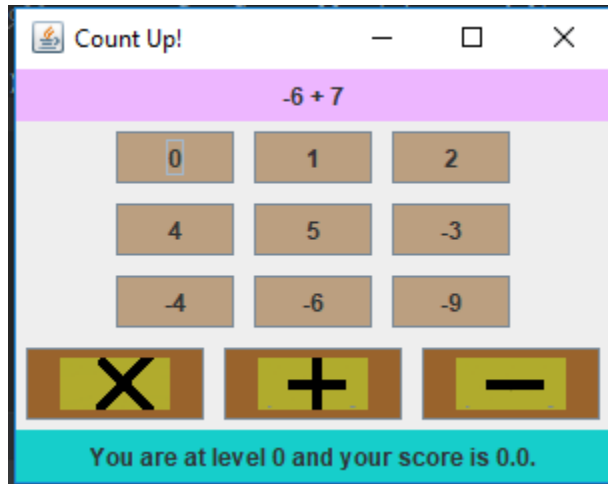 Count Up!
-6 + 7
0 1 2
4 5 -3
-4 -6 -9
× + −
You are at level 0 and your score is 0.0.